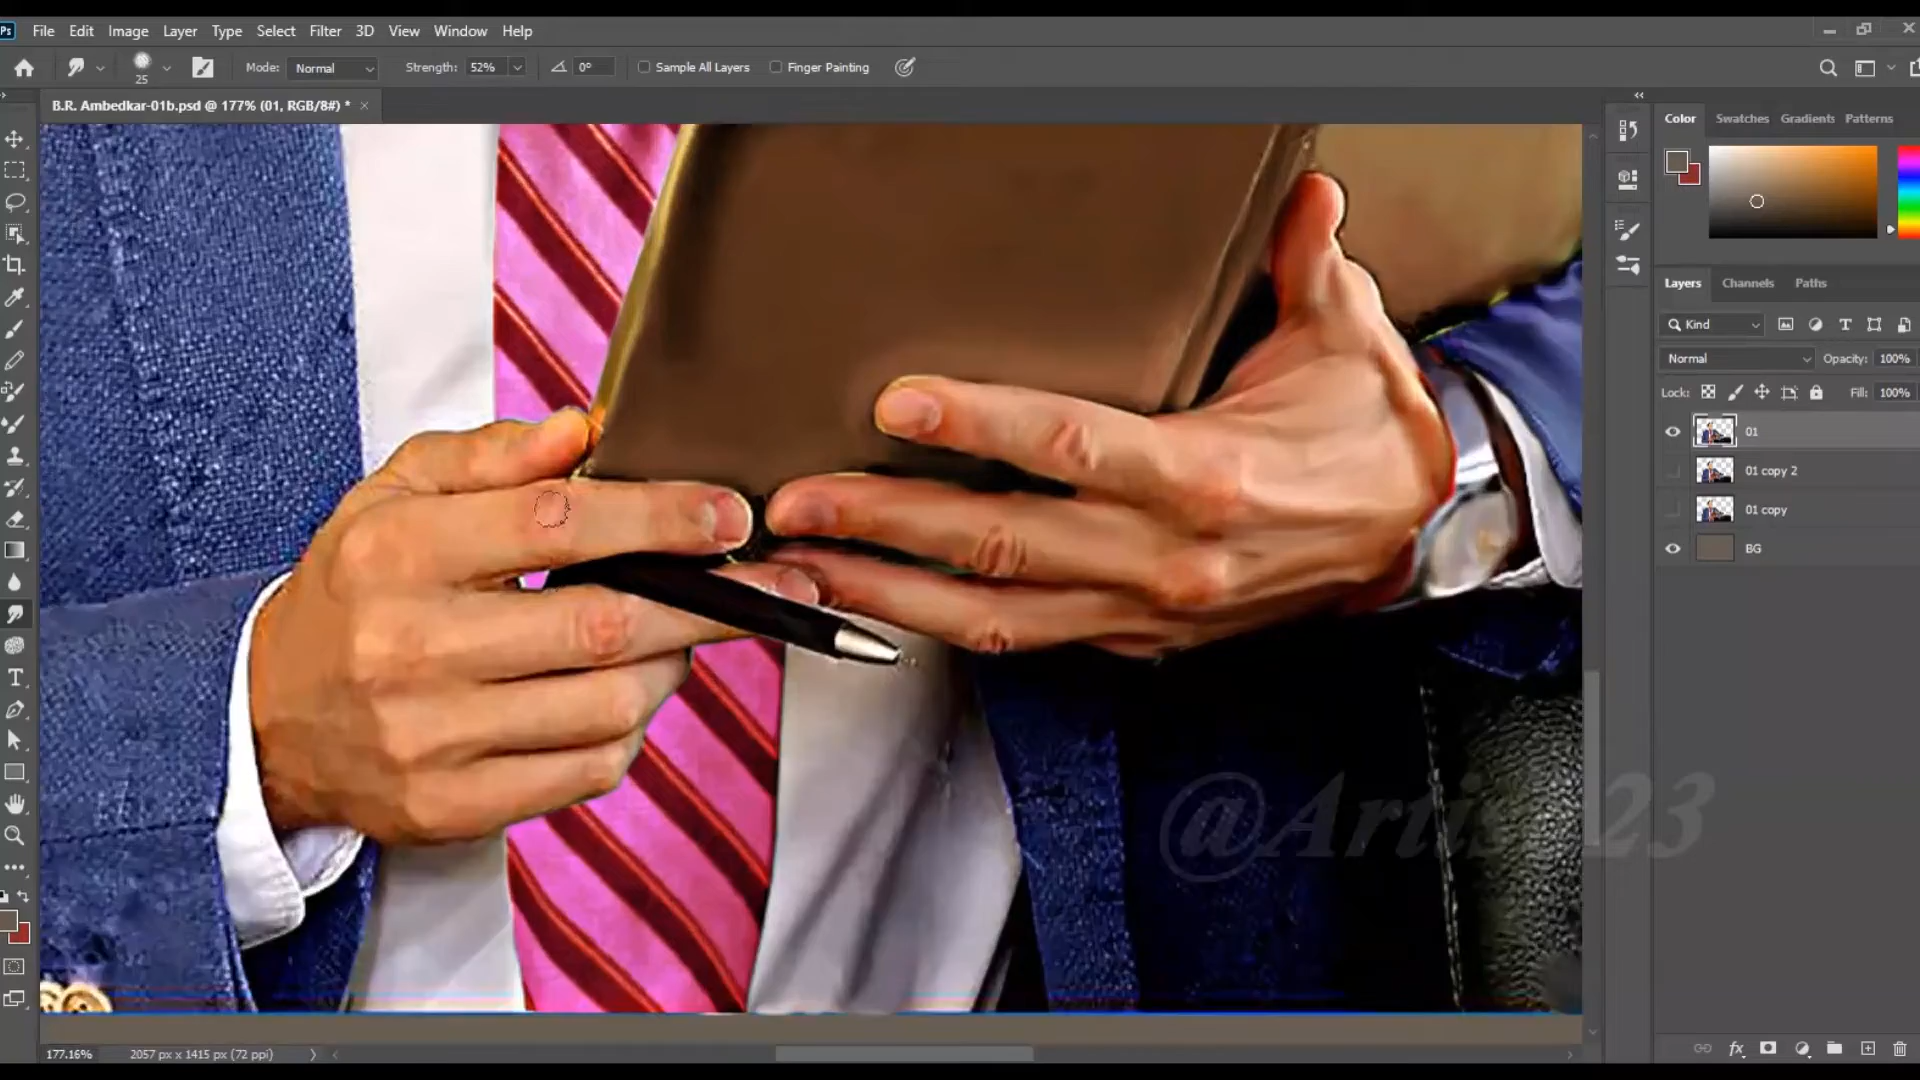 Ps File Edit Image Layer Type Select Filter 3D View Window Help
25 Mode: Normal Strength: 52% 0° Sample All Layers Finger Painting
B.R. Ambedkar-01b.psd @ 177% (01, RGB/8#) * ×
Color Swatches Gradients Patterns
Layers Channels Paths
Kind
Normal Opacity: 100%
Lock: Fill: 100%
01
01 copy 2
01 copy
BG
177.16% 2057 px x 1415 px (72 ppi)
fx